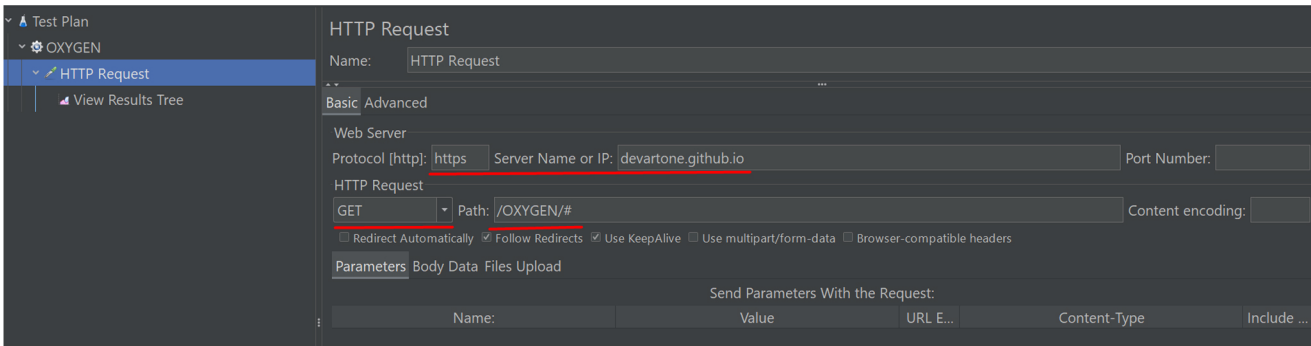 Test Plan
OXYGEN
HTTP Request
View Results Tree
HTTP Request
Name: HTTP Request
Basic Advanced
Web Server
Protocol [http]: https Server Name or IP: devartone.github.io Port Number:
HTTP Request
GET Path: /OXYGEN/# Content encoding:
Redirect Automatically Follow Redirects Use KeepAlive Use multipart/form-data Browser-compatible headers
Parameters Body Data Files Upload
Send Parameters With the Request:
Name: Value URL E... Content-Type Include ...